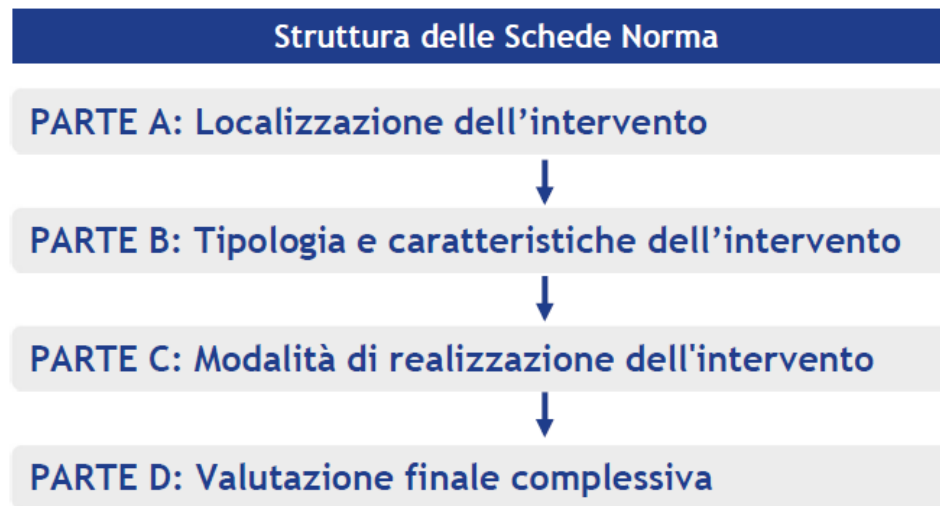 Struttura delle Schede Norma
PARTE A: Localizzazione dell’intervento
PARTE B: Tipologia e caratteristiche dell’intervento
PARTE C: Modalità di realizzazione dell'intervento
PARTE D: Valutazione finale complessiva